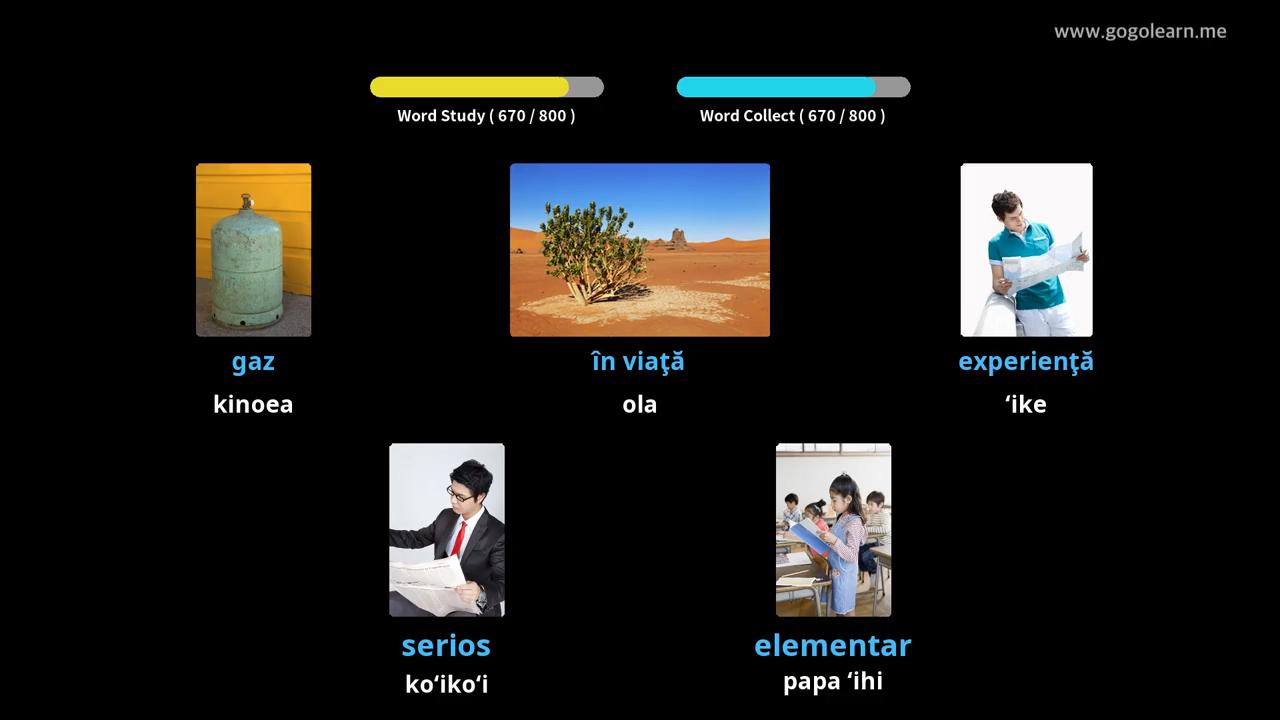 www.gogolearn.me
Word Study ( 670 / 800 )
Word Collect ( 670 / 800 )
gaz
în viaţă
experienţă
kinoea
ola
ʻike
serios
elementar
koʻikoʻi
papa ʻihi